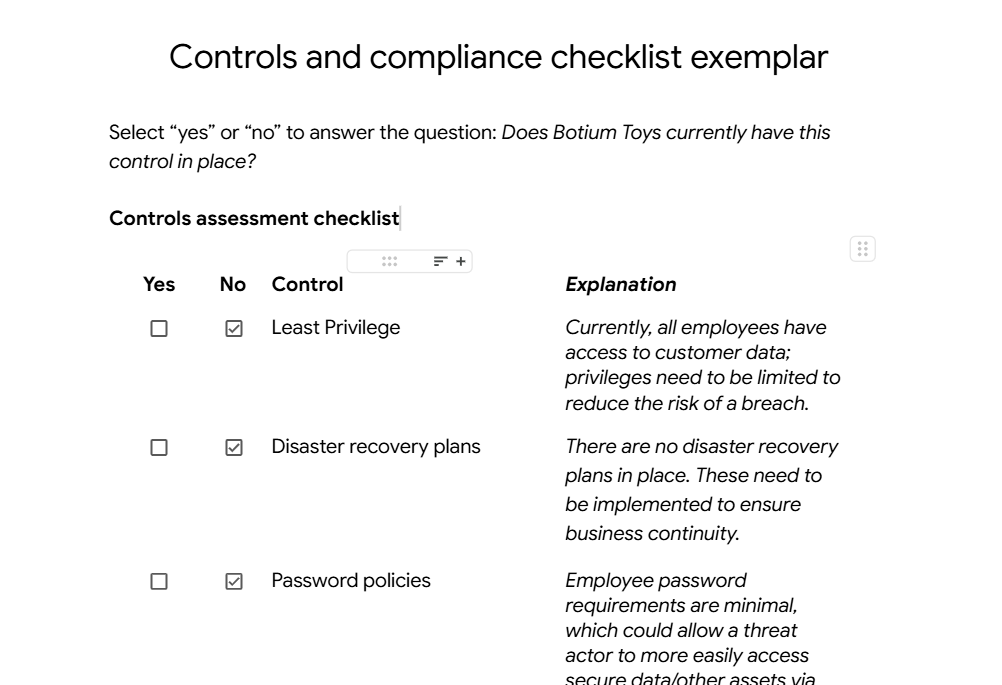 Controls and compliance checklist exemplar
Select “yes” or “no” to answer the question: Does Botium Toys currently have this
control in place?
Controls assessment checklist
Yes No Control Explanation
Least Privilege
Currently, all employees have
access to customer data;
privileges need to be limited to
reduce the risk of a breach.
Disaster recovery plans
There are no disaster recovery
plans in place. These need to
be implemented to ensure
business continuity.
Password policies
Employee password
requirements are minimal,
which could allow a threat
actor to more easily access
secure data/other assets via